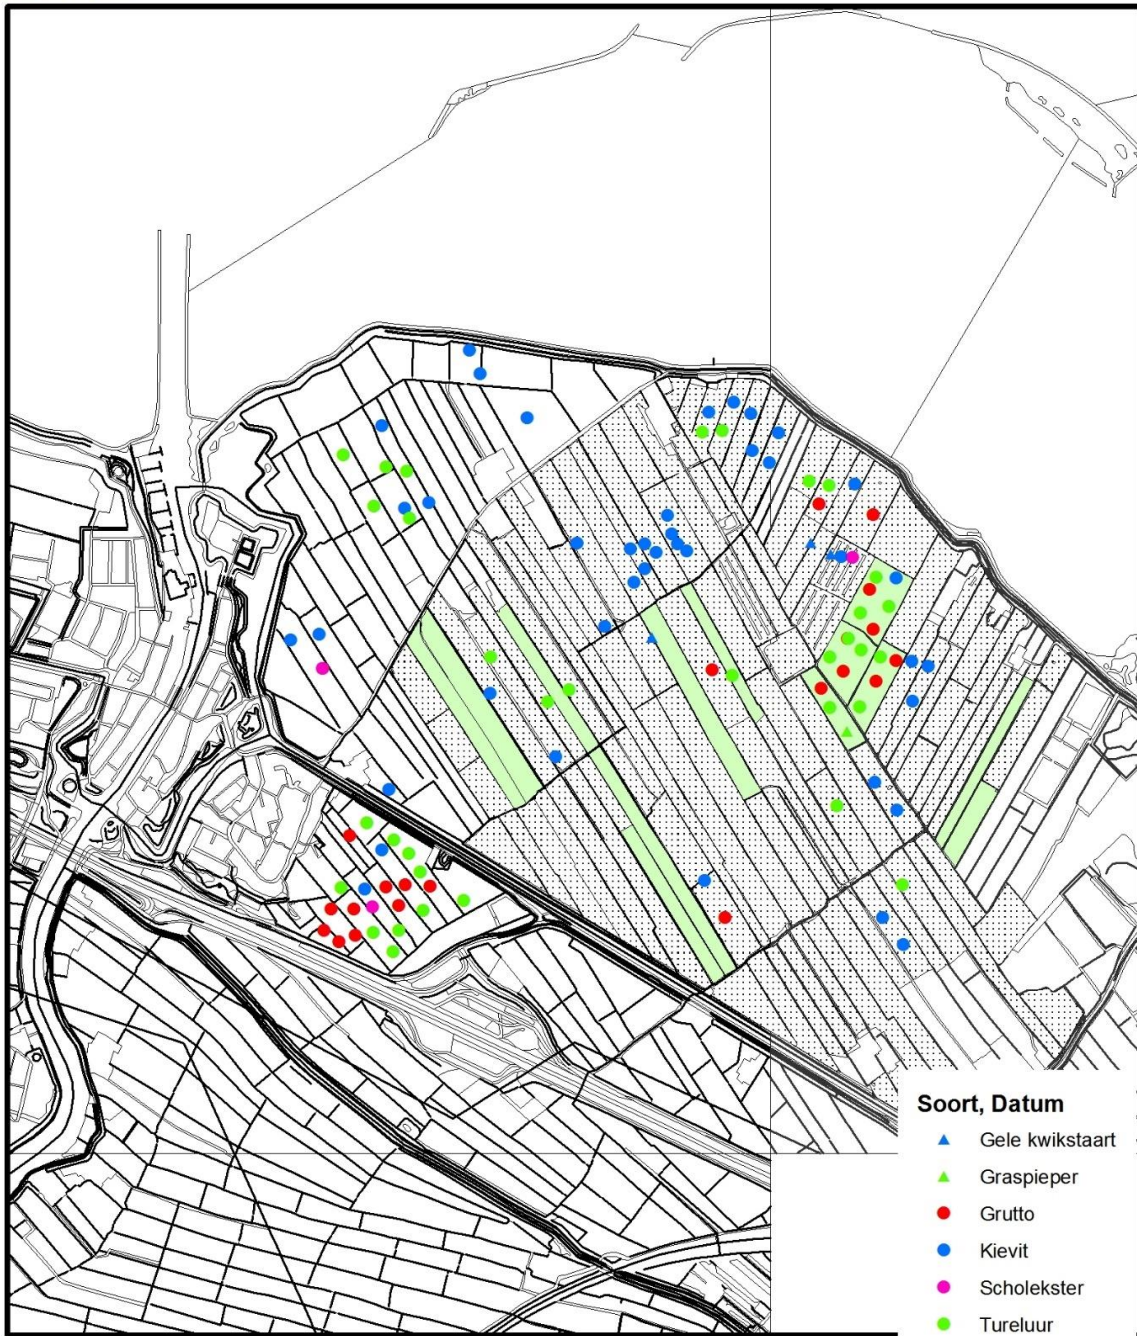 Soort, Datum
Gele kwikstaart
Graspieper
Grutto
Kievit
Scholekster
Tureluur